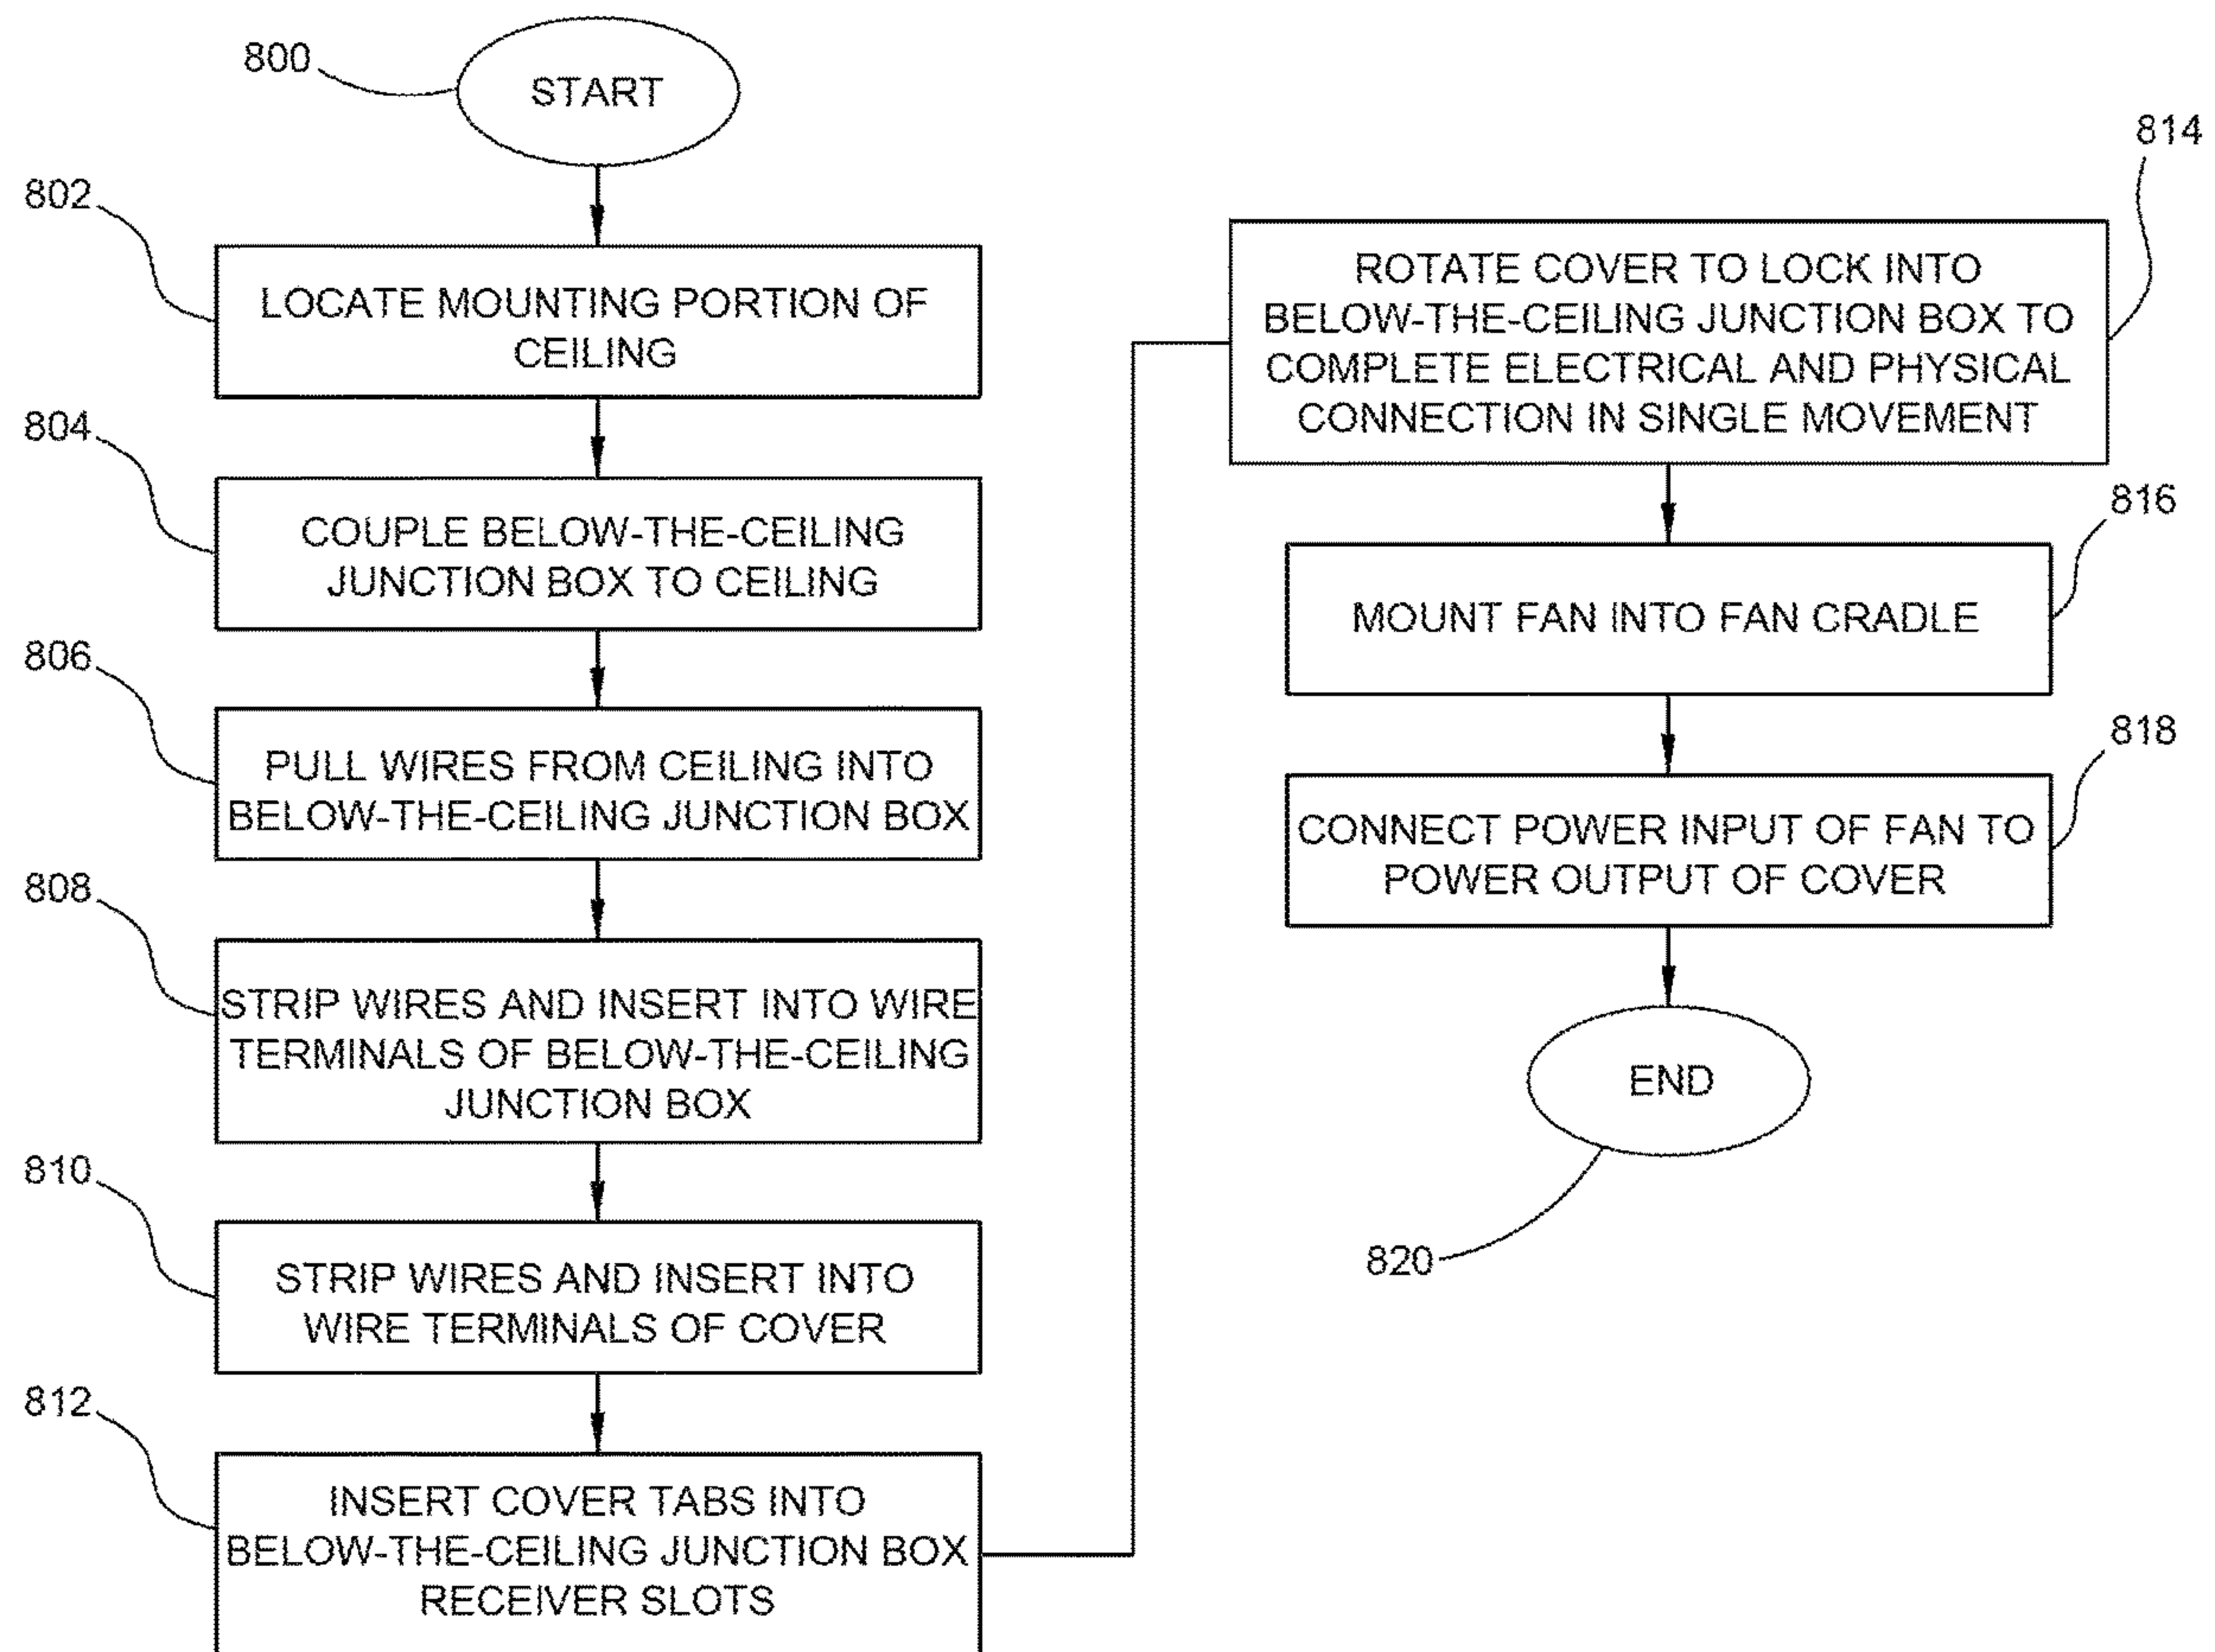 800
START
802
LOCATE MOUNTING PORTION OF
CEILING
804
COUPLE BELOW-THE-CEILING
JUNCTION BOX TO CEILING
806
PULL WIRES FROM CEILING INTO
BELOW-THE-CEILING JUNCTION BOX
808
STRIP WIRES AND INSERT INTO WIRE
TERMINALS OF BELOW-THE-CEILING
JUNCTION BOX
810
STRIP WIRES AND INSERT INTO
WIRE TERMINALS OF COVER
812
INSERT COVER TABS INTO
BELOW-THE-CEILING JUNCTION BOX
RECEIVER SLOTS
814
ROTATE COVER TO LOCK INTO
BELOW-THE-CEILING JUNCTION BOX TO
COMPLETE ELECTRICAL AND PHYSICAL
CONNECTION IN SINGLE MOVEMENT
816
MOUNT FAN INTO FAN CRADLE
818
CONNECT POWER INPUT OF FAN TO
POWER OUTPUT OF COVER
END
820